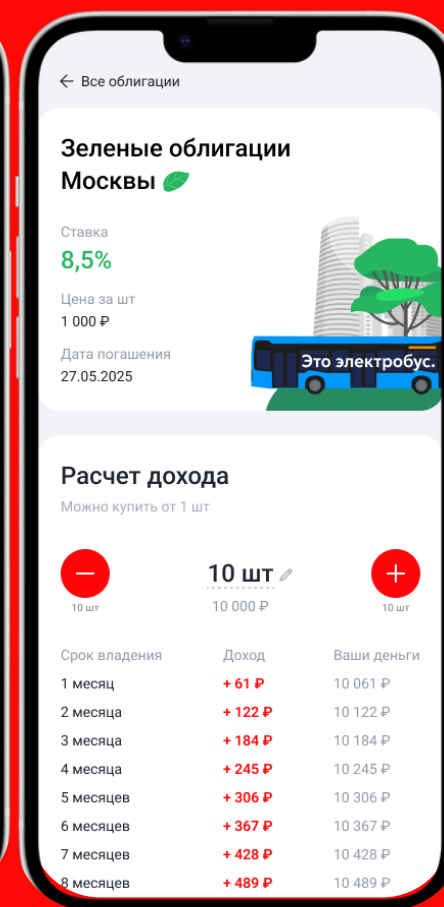 ← Все облигации
Зеленые облигации
Москвы
Ставка
8,5%
Цена за шт
1 000 ₽
Дата погашения
27.05.2025
Это электробус.
Расчет дохода
Можно купить от 1 шт
10 шт
10 000 ₽
10 шт
10 шт
Срок владения Доход Ваши деньги
1 месяц + 61 ₽ 10 061 ₽
2 месяца + 122 ₽ 10 122 ₽
3 месяца + 184 ₽ 10 184 ₽
4 месяца + 245 ₽ 10 245 ₽
5 месяцев + 306 ₽ 10 306 ₽
6 месяцев + 367 ₽ 10 367 ₽
7 месяцев + 428 ₽ 10 428 ₽
8 месяцев + 489 ₽ 10 489 ₽